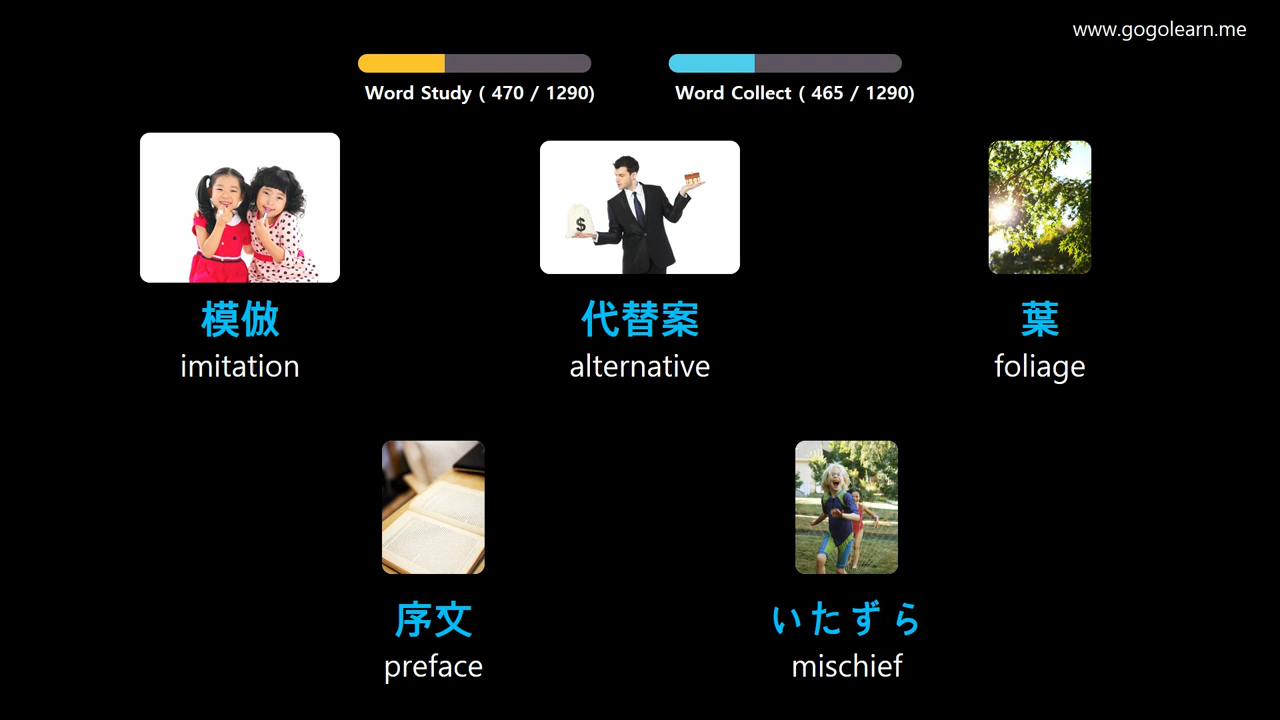 www.gogolearn.me
Word Study ( 470 / 1290)
Word Collect ( 465 / 1290)
模倣
imitation
代替案
alternative
葉
foliage
序文
preface
いたずら
mischief
$